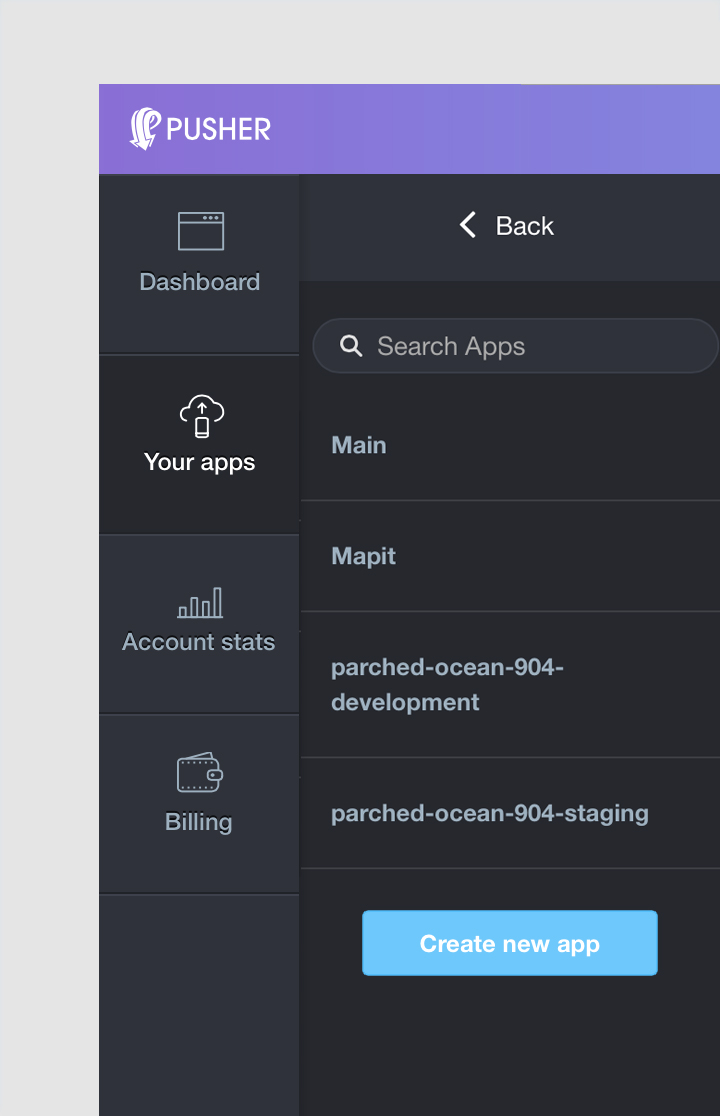 PUSHER
Dashboard
Your apps
Account stats
Billing
Back
Search Apps
Main
Mapit
parched-ocean-904-
development
parched-ocean-904-staging
Create new app